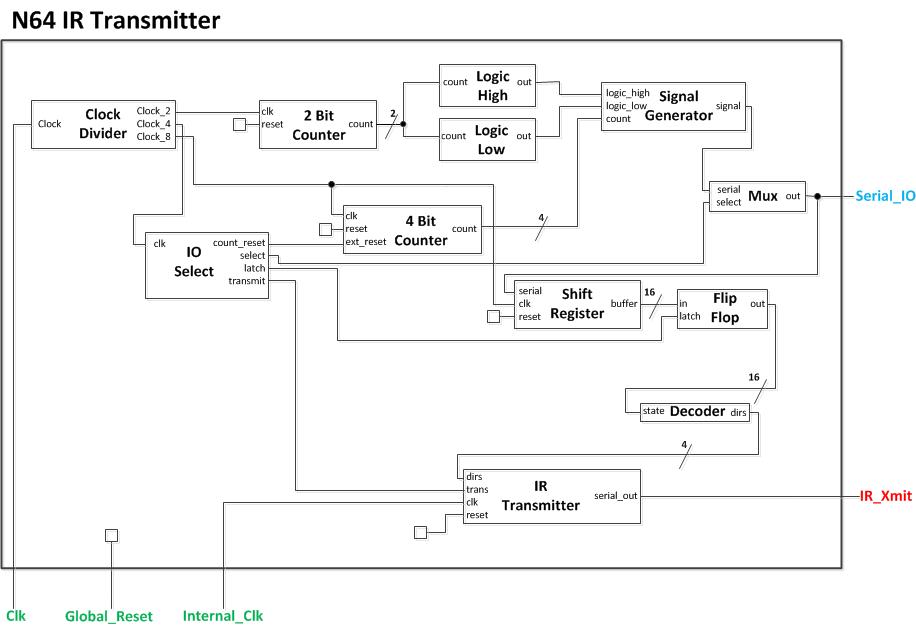 N64 IR Transmitter
Clock
Clock
Divider
Clock_2
Clock_4
Clock_8
clk
reset
2 Bit
Counter
count
2
count
Logic
High
out
count
Logic
Low
out
logic_high
logic_low
count
Signal
Generator
signal
serial
select
Mux
out
Serial_IO
clk
reset
ext_reset
4 Bit
Counter
count
4
clk
IO
Select
count_reset
select
latch
transmit
serial
clk
reset
Shift
Register
buffer
16
in
latch
Flip
Flop
out
16
state
Decoder
dirs
4
dirs
trans
clk
reset
IR
Transmitter
serial_out
IR_Xmit
Clk
Global_Reset
Internal_Clk